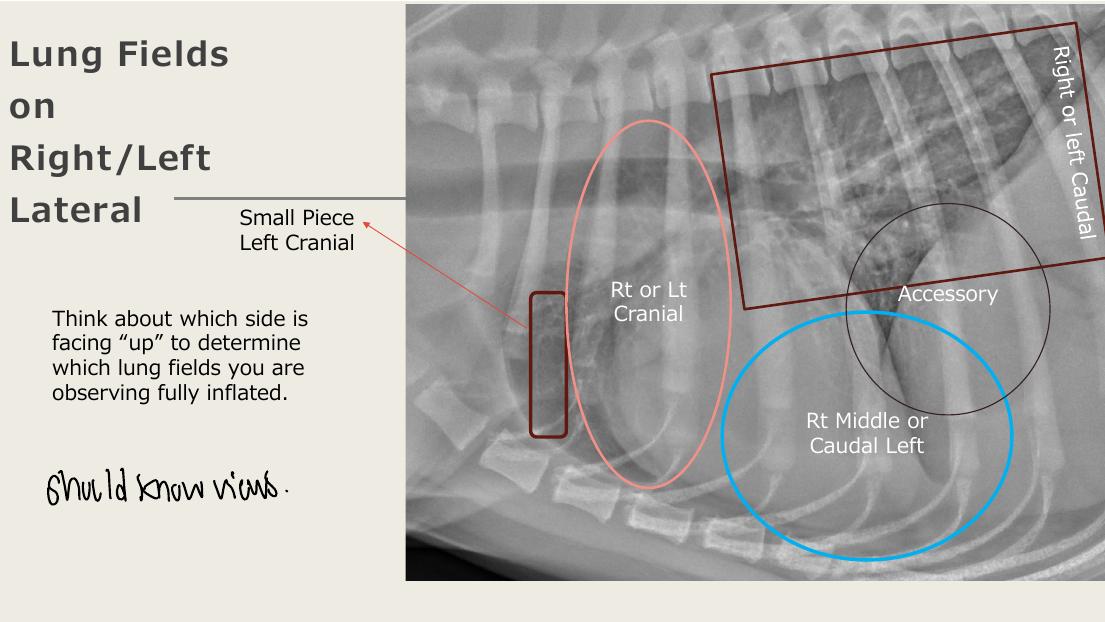 Lung Fields
on
Right/Left
Lateral
Small Piece
Left Cranial
Think about which side is
facing “up” to determine
which lung fields you are
observing fully inflated.
should know views.
Rt or Lt
Cranial
Right or left Caudal
Accessory
Rt Middle or
Caudal Left